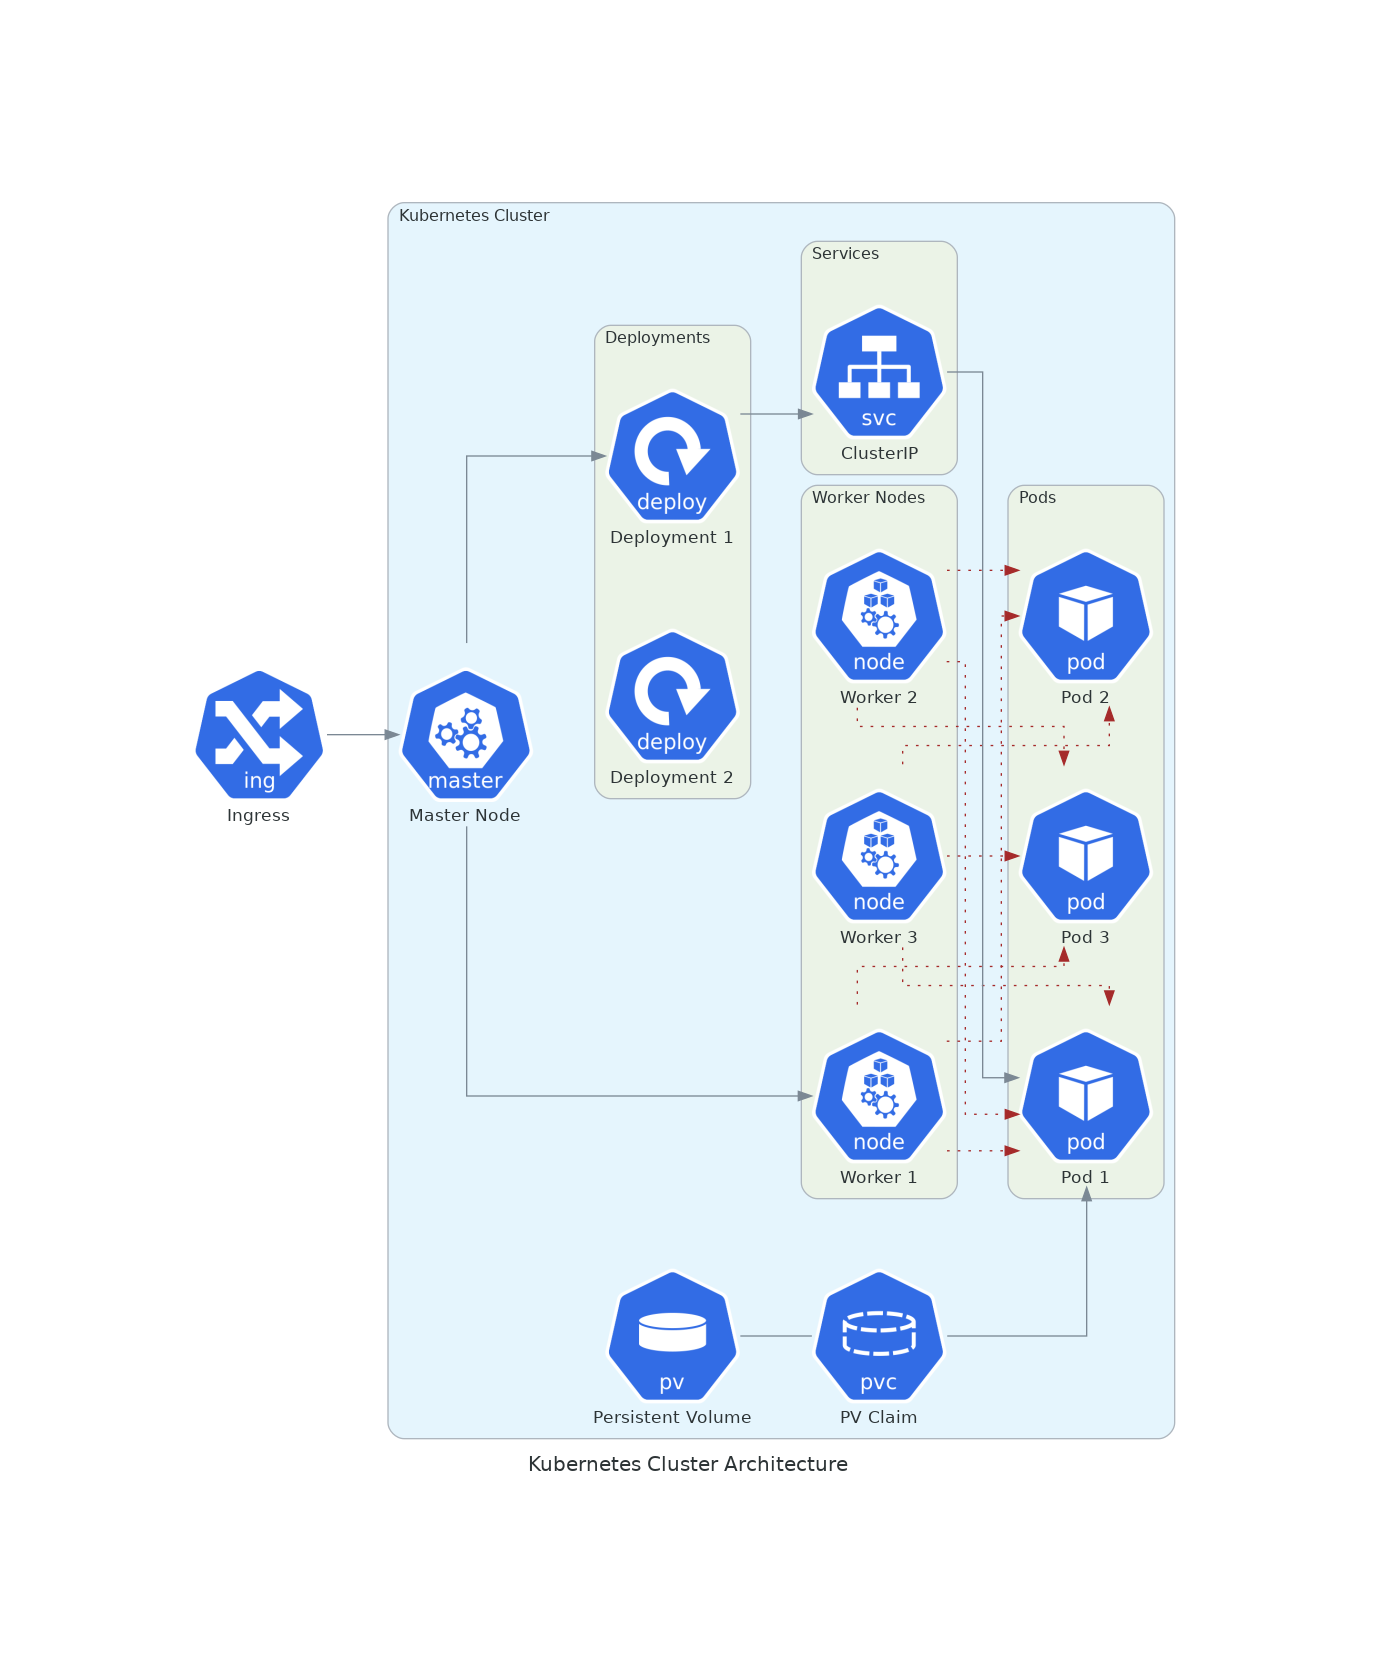 Kubernetes Cluster
Services
svc
ClusterIP
Deployments
deploy
Deployment 1
deploy
Deployment 2
Worker Nodes
node
Worker 2
node
Worker 3
node
Worker 1
Pods
pod
Pod 2
pod
Pod 3
pod
Pod 1
ing
Ingress
master
Master Node
pv
Persistent Volume
pvc
PV Claim
Kubernetes Cluster Architecture